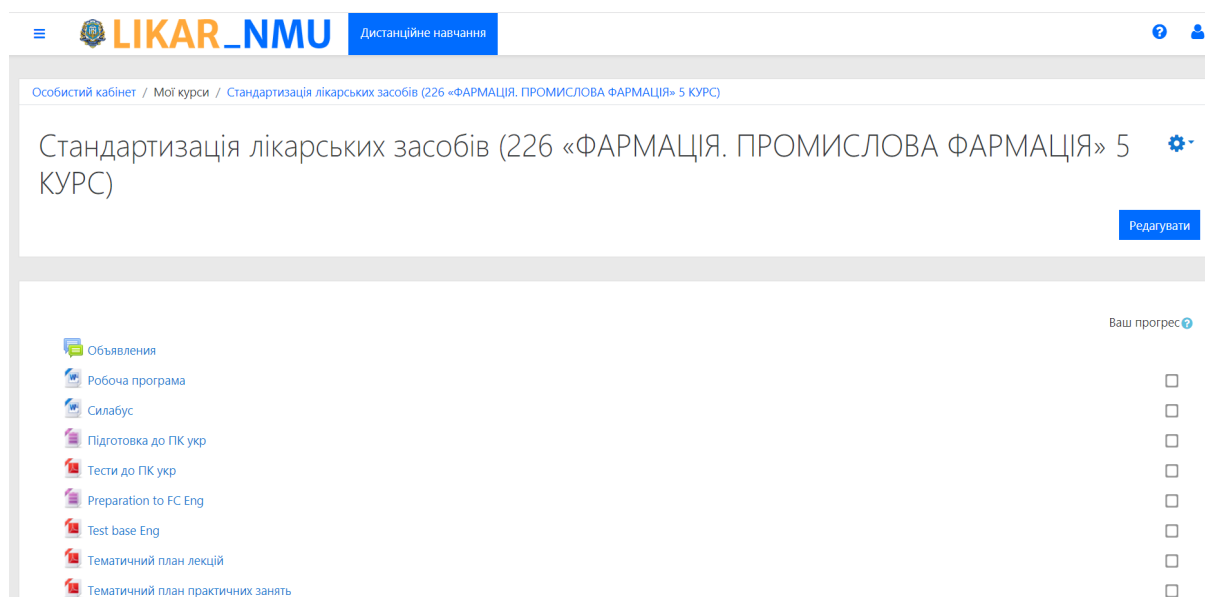 LIKAR_NMU Дистанційне навчання
Особистий кабінет / Мої курси / Стандартизація лікарських засобів (226 «ФАРМАЦІЯ. ПРОМИСЛОВА ФАРМАЦІЯ» 5 КУРС)
Стандартизація лікарських засобів (226 «ФАРМАЦІЯ. ПРОМИСЛОВА ФАРМАЦІЯ» 5
КУРС)
Редагувати
Ваш прогрес
Объявления
Робоча програма
Силабус
Підготовка до ПК укр
Тести до ПК укр
Preparation to FC Eng
Test base Eng
Тематичний план лекцій
Тематичний план практичних занять